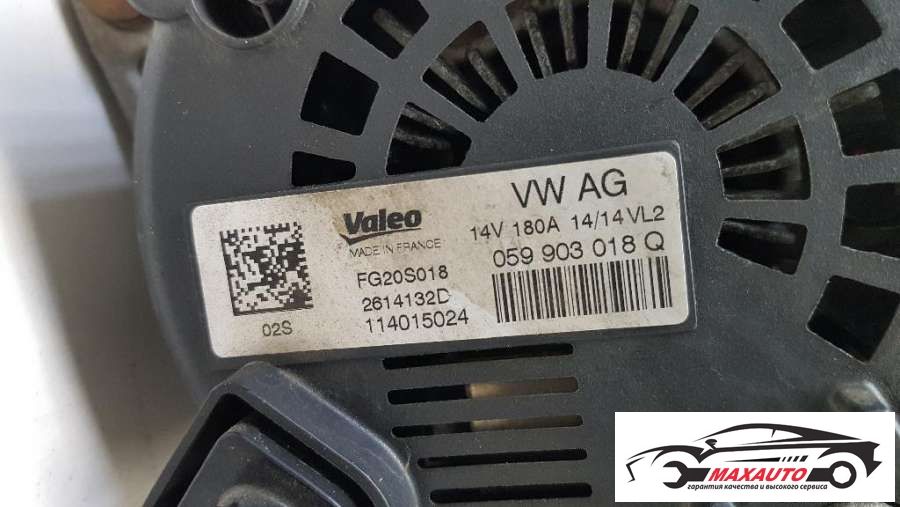 Valeo
MADE IN FRANCE
FG20S018
2614132D
114015024
02S
VW AG
14V 180A 14/14 VL2
059 903 018 Q
MAXAUTO
гарантия качества и высокого сервиса